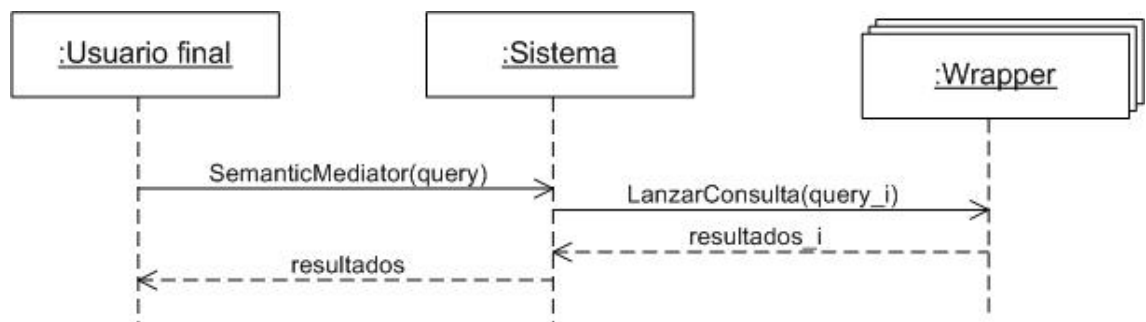 :Usuario final
:Sistema
:Wrapper
SemanticMediator(query)
LanzarConsulta(query_i)
resultados_i
resultados